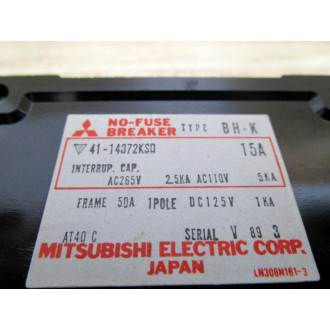 NO-FUSE
BREAKER TYPE BH-K
41-14372KSD 15A
INTERRUP. CAP.
AC265V 2.5KA AC110V 5KA
FRAME 50A 1POLE DC125V 1KA
AT40 C SERIAL V 89 3
MITSUBISHI ELECTRIC CORP.
JAPAN
LN308N161-3